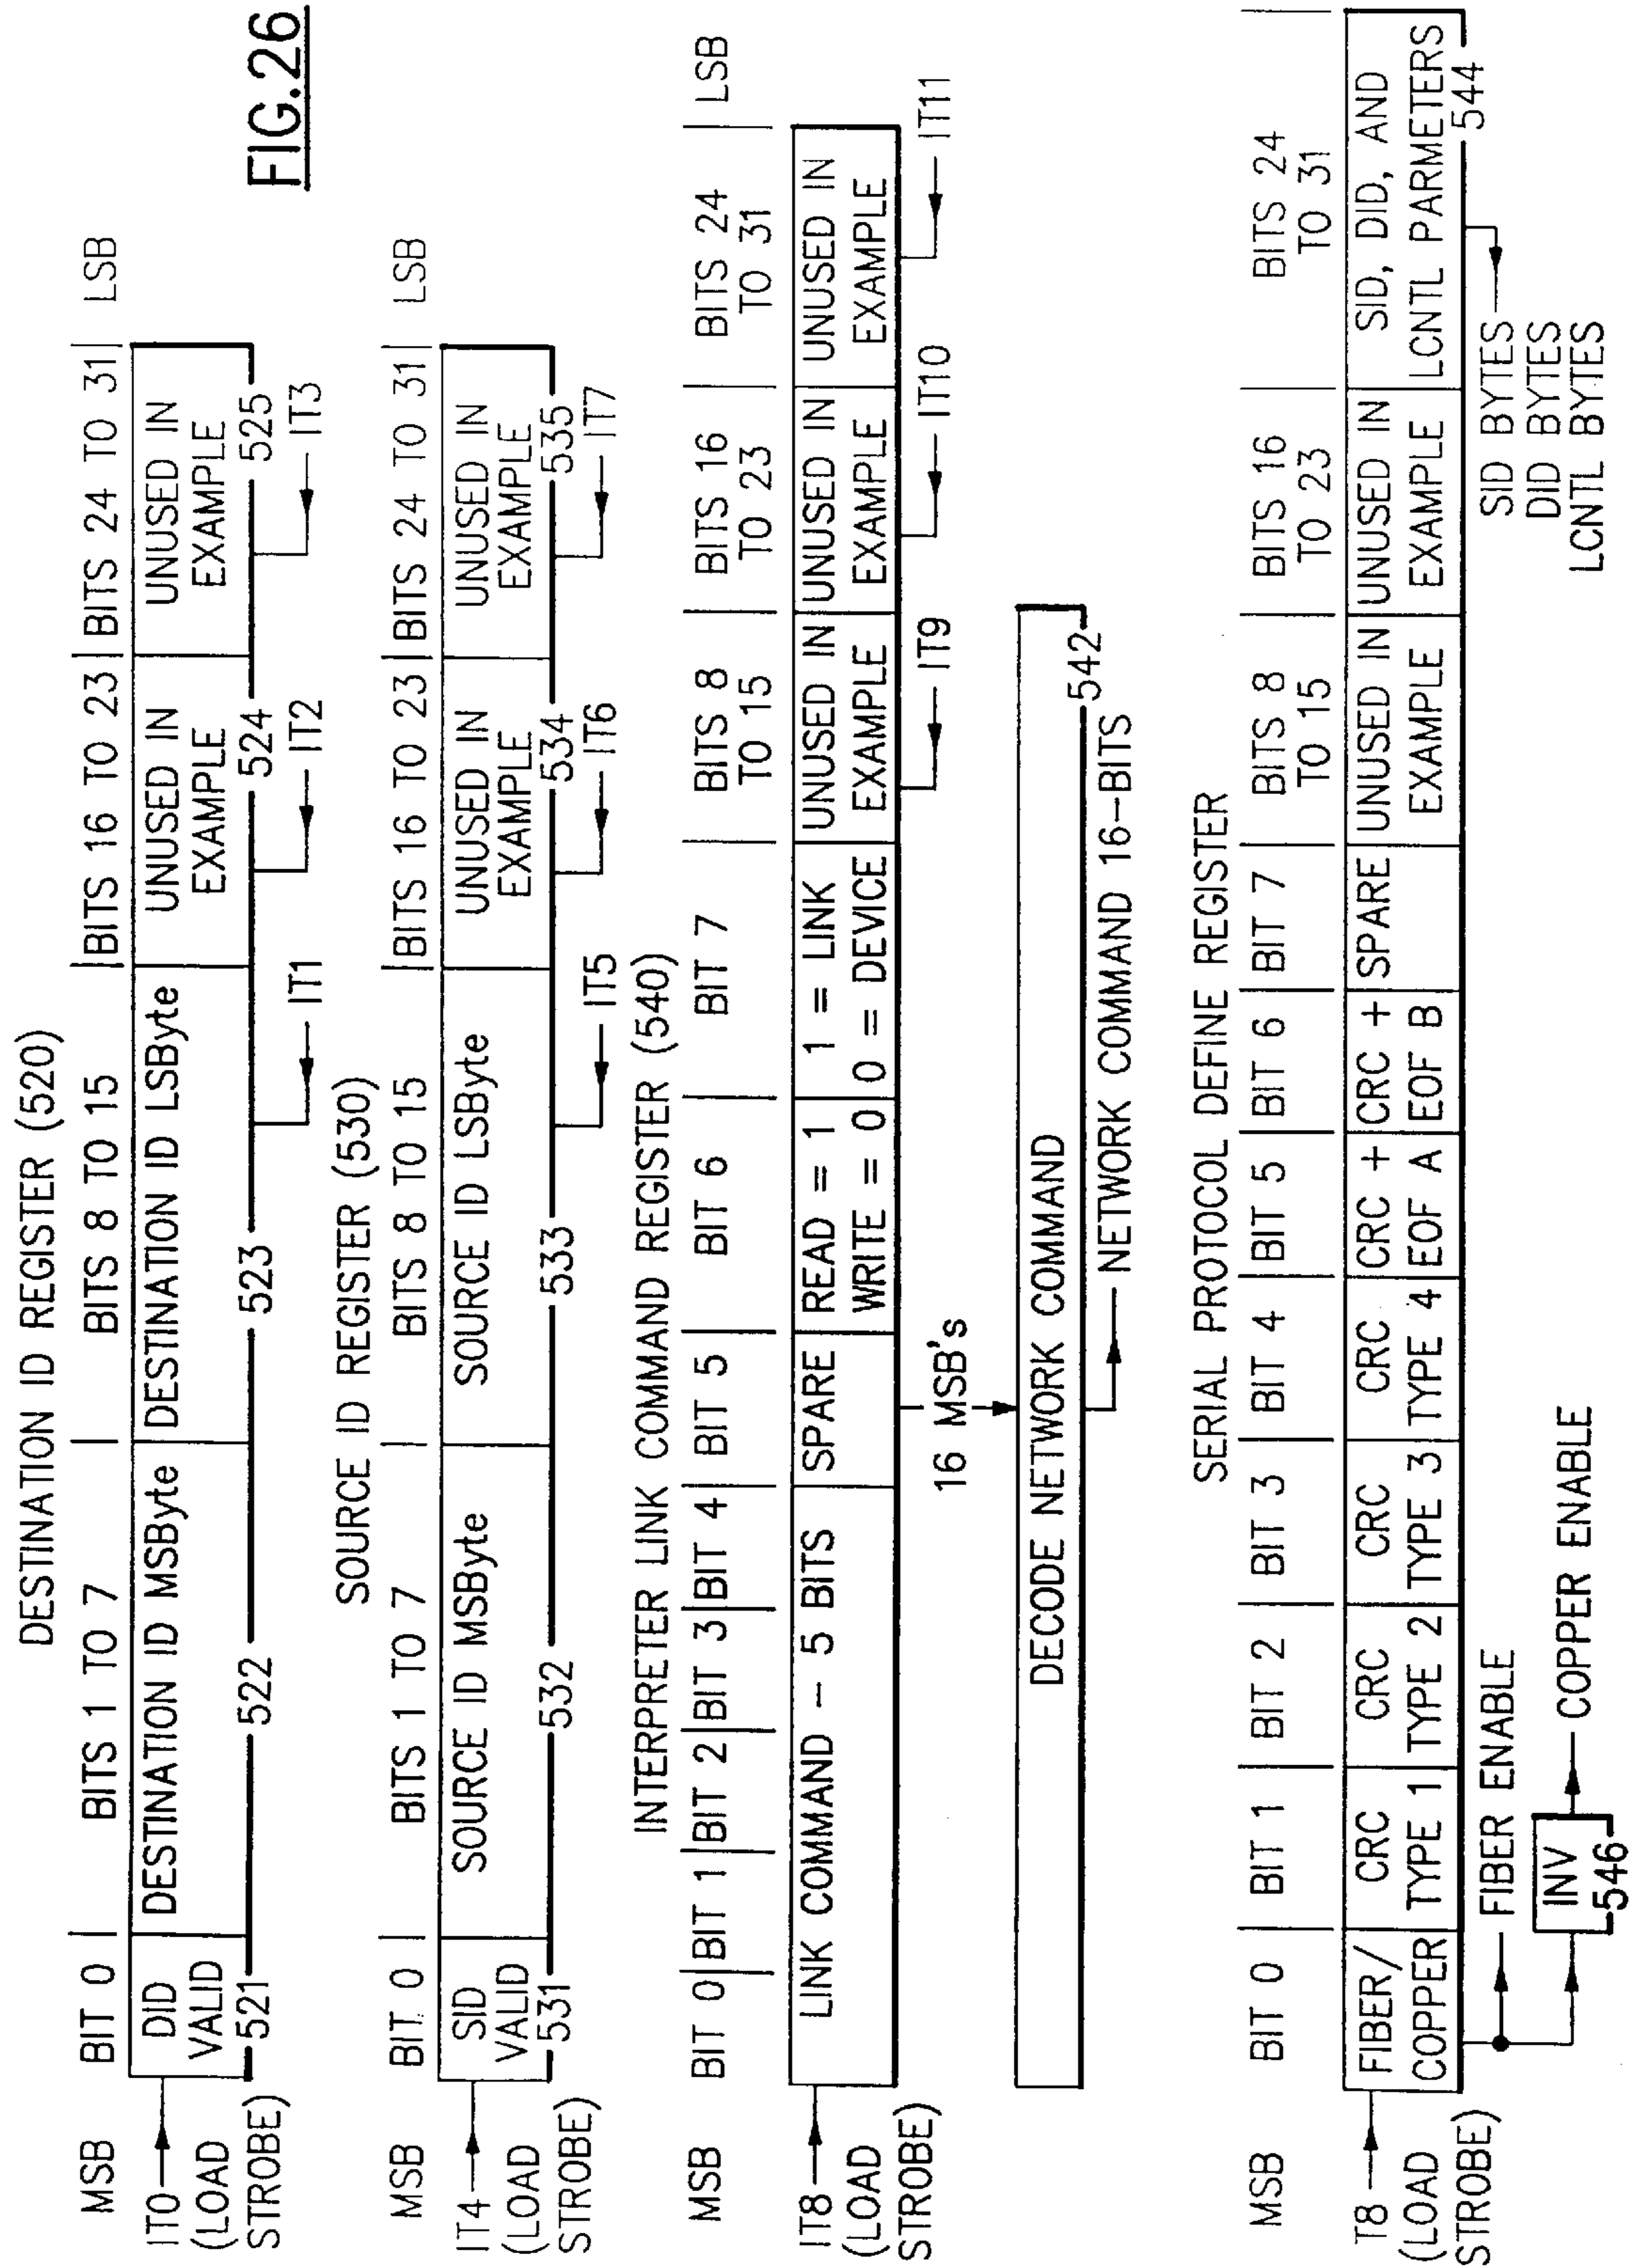 FIG.26
DESTINATION ID REGISTER (520)
MSB BIT 0 BITS 1 TO 7 BITS 8 TO 15 BITS 16 TO 23 BITS 24 TO 31 LSB
IT0 DID DESTINATION ID MSByte DESTINATION ID LSByte UNUSED IN UNUSED IN
(LOAD VALID EXAMPLE EXAMPLE
STROBE) 521 522 523 524 525
IT1 IT2 IT3
SOURCE ID REGISTER (530)
MSB BIT 0 BITS 1 TO 7 BITS 8 TO 15 BITS 16 TO 23 BITS 24 TO 31 LSB
IT4 SID SOURCE ID MSByte SOURCE ID LSByte UNUSED IN UNUSED IN
(LOAD VALID EXAMPLE EXAMPLE
STROBE) 531 532 533 534 535
IT5 IT6 IT7
INTERPRETER LINK COMMAND REGISTER (540)
MSB BIT 0 BIT 1 BIT 2 BIT 3 BIT 4 BIT 5 BIT 6 BIT 7 BITS 8 BITS 16 BITS 24 LSB
TO 15 TO 23 TO 31
IT8 LINK COMMAND – 5 BITS SPARE READ = 1 1 = LINK UNUSED IN UNUSED IN UNUSED IN
(LOAD WRITE = 0 0 = DEVICE EXAMPLE EXAMPLE EXAMPLE
STROBE) 16 MSB's IT9 IT10 IT11
DECODE NETWORK COMMAND
542
NETWORK COMMAND 16–BITS
SERIAL PROTOCOL DEFINE REGISTER
MSB BIT 0 BIT 1 BIT 2 BIT 3 BIT 4 BIT 5 BIT 6 BIT 7 BITS 8 BITS 16 BITS 24
TO 15 TO 23 TO 31
T8 FIBER/ CRC CRC CRC CRC CRC + CRC + SPARE UNUSED IN UNUSED IN SID, DID, AND
(LOAD COPPER TYPE 1 TYPE 2 TYPE 3 TYPE 4 EOF A EOF B EXAMPLE EXAMPLE LCNTL PARMETERS
STROBE) 544
FIBER ENABLE SID BYTES
DID BYTES
INV COPPER ENABLE LCNTL BYTES
546